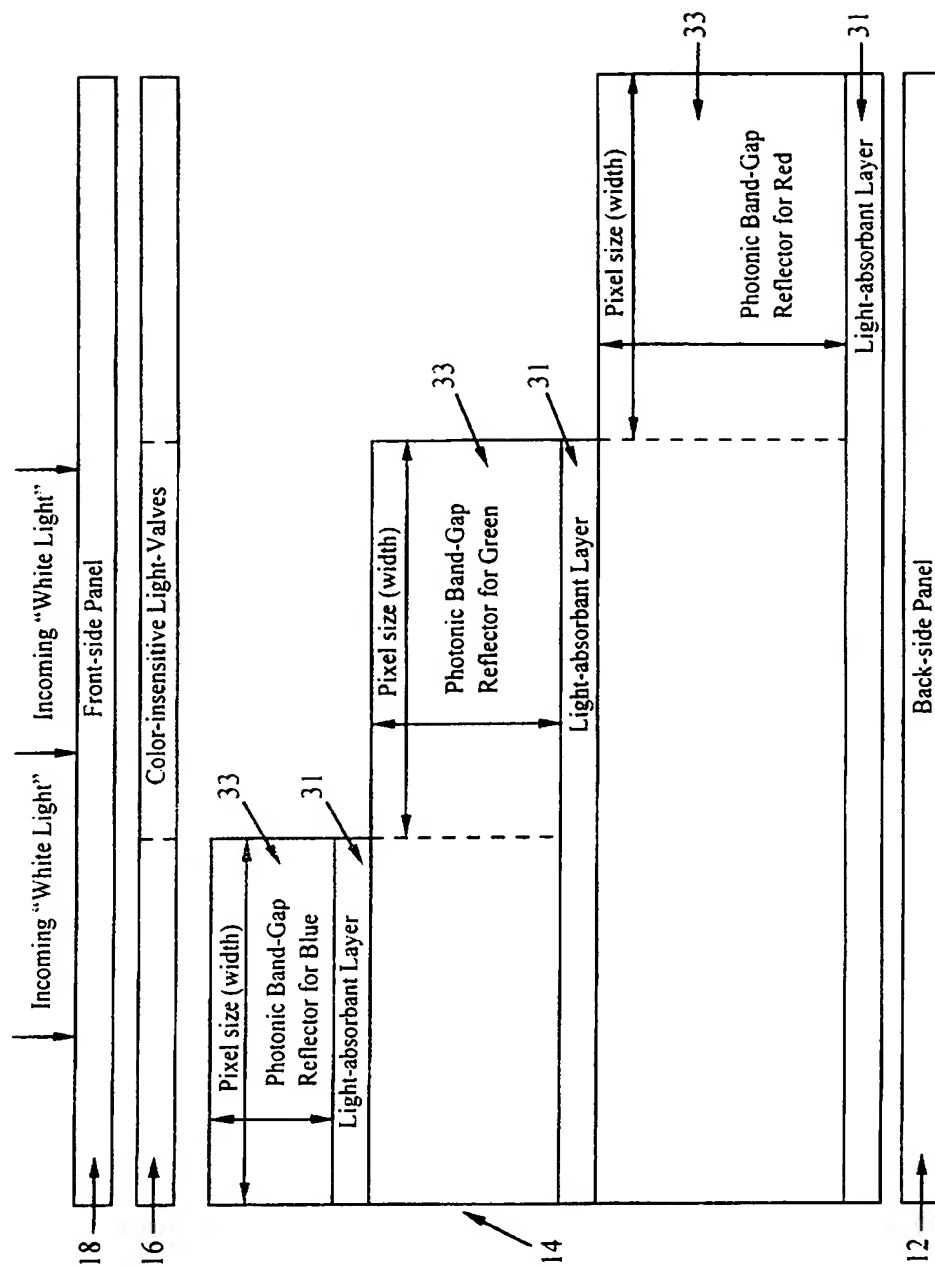 Incoming "White Light"
Incoming "White Light"
18
Front-side Panel
16
Color-insensitive Light-Valves
Pixel size (width)
Photonic Band-Gap
Reflector for Blue
33
Light-absorbant Layer
31
14
Pixel size (width)
Photonic Band-Gap
Reflector for Green
33
Light-absorbant Layer
31
Pixel size (width)
Photonic Band-Gap
Reflector for Red
33
Light-absorbant Layer
31
12
Back-side Panel